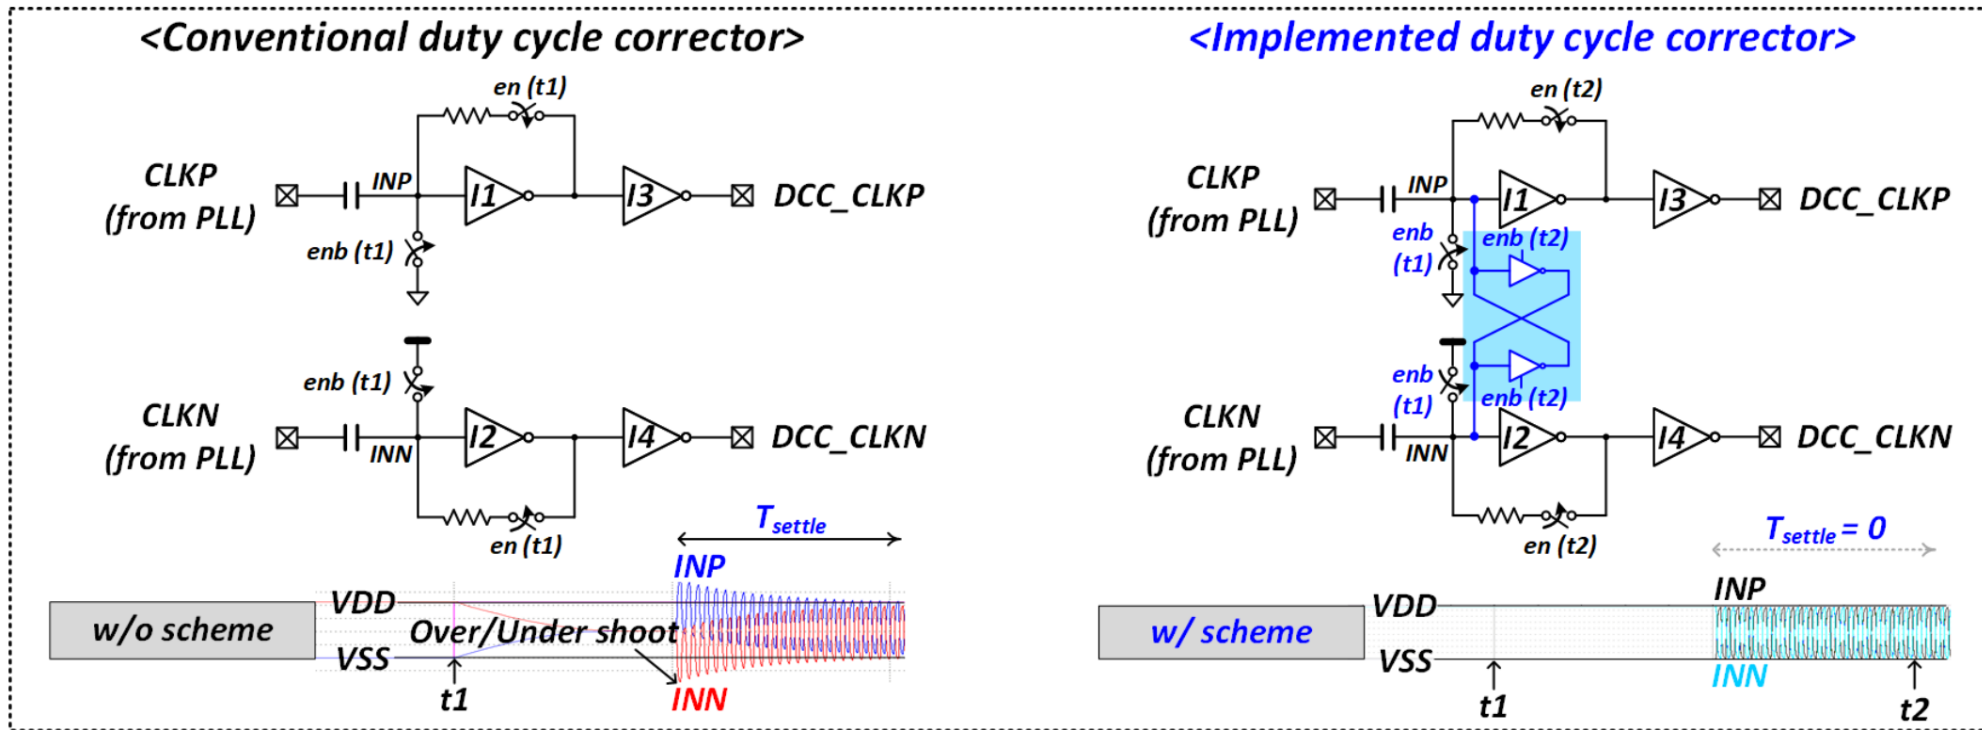 <Conventional duty cycle corrector>
en (t1)
CLKP
(from PLL)
INP
I1
I3
DCC_CLKP
enb (t1)
enb (t1)
CLKN
(from PLL)
INN
I2
I4
DCC_CLKN
en (t1)
Tsettle
INP
w/o scheme
VDD
Over/Under shoot
VSS
INN
t1
<Implemented duty cycle corrector>
en (t2)
CLKP
(from PLL)
INP
I1
I3
DCC_CLKP
enb
(t1)
enb (t2)
enb
(t1)
enb (t2)
CLKN
(from PLL)
INN
I2
I4
DCC_CLKN
en (t2)
Tsettle = 0
INP
w/ scheme
VDD
VSS
INN
t1
t2